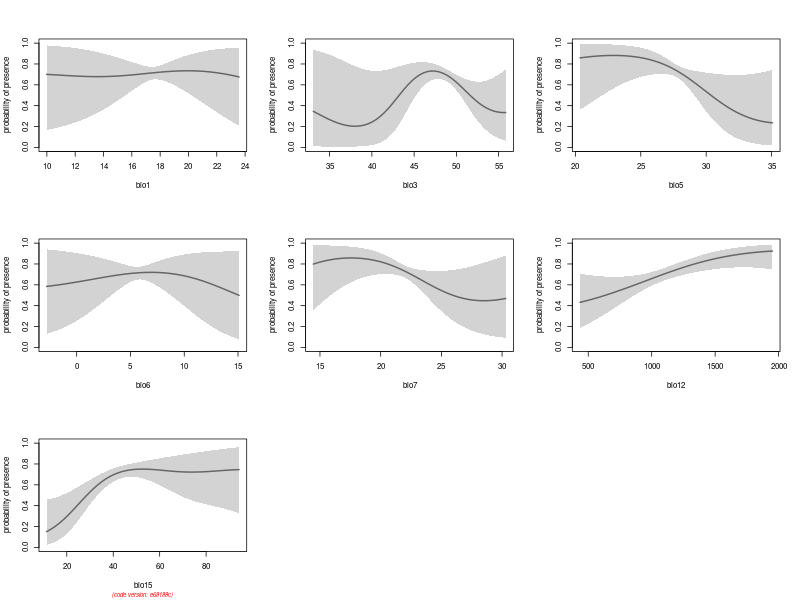 probability of presence
0.0 0.2 0.4 0.6 0.8 1.0
10 12 14 16 18 20 22 24
bio1
probability of presence
0.0 0.2 0.4 0.6 0.8 1.0
35 40 45 50 55
bio3
probability of presence
0.0 0.2 0.4 0.6 0.8 1.0
20 25 30 35
bio5
probability of presence
0.0 0.2 0.4 0.6 0.8 1.0
0 5 10 15
bio6
probability of presence
0.0 0.2 0.4 0.6 0.8 1.0
15 20 25 30
bio7
probability of presence
0.0 0.2 0.4 0.6 0.8 1.0
500 1000 1500 2000
bio12
probability of presence
0.0 0.2 0.4 0.6 0.8 1.0
20 40 60 80
bio15
(code version: